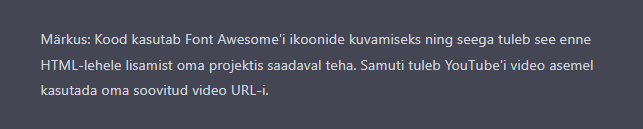 Märkus: Kood kasutab Font Awesome'i ikoonide kuvamiseks ning seega tuleb see enne
HTML-lehele lisamist oma projektis saadaval teha. Samuti tuleb YouTube'i video asemel
kasutada oma soovitud video URL-i.